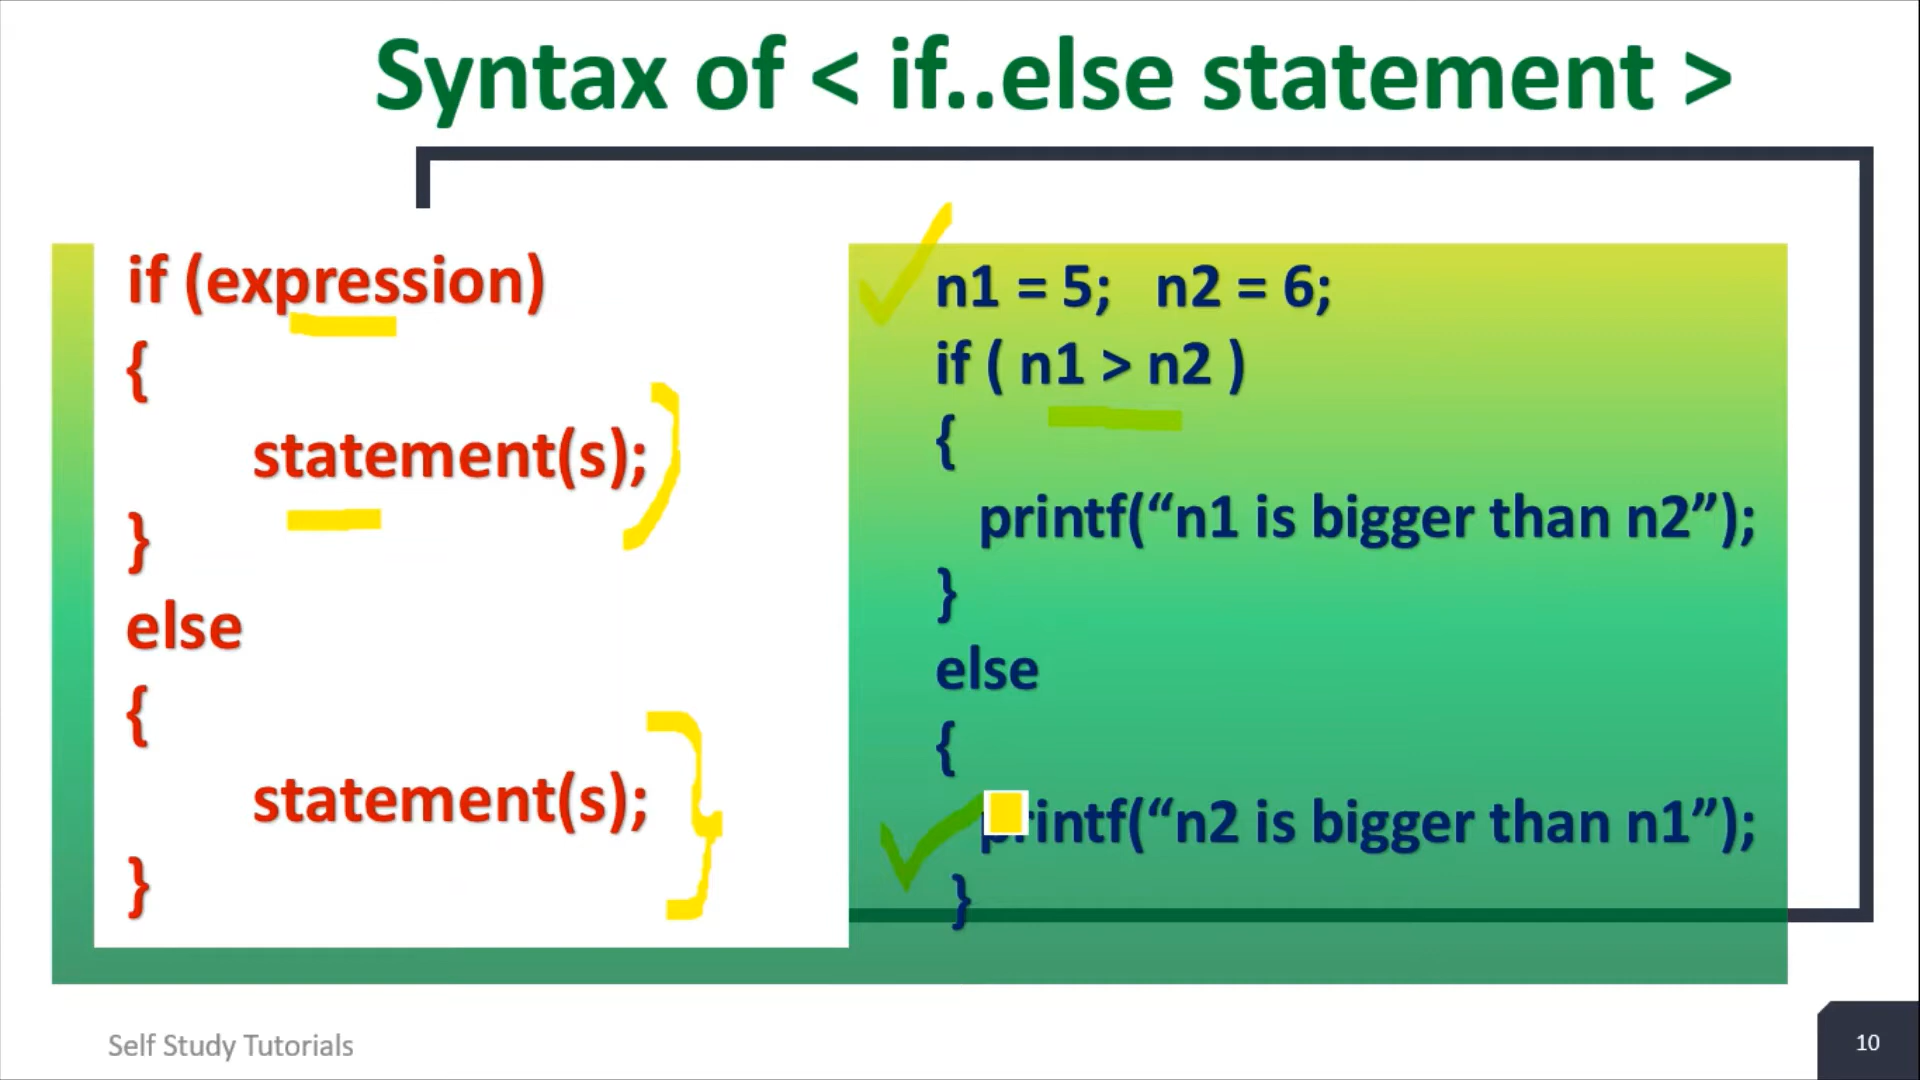 Syntax of < if..else statement >
if (expression)
{
statement(s);
}
else
{
statement(s);
}
n1 = 5; n2 = 6;
if ( n1 > n2 )
{
printf(“n1 is bigger than n2”);
}
else
{
printf(“n2 is bigger than n1”);
}
Self Study Tutorials
10